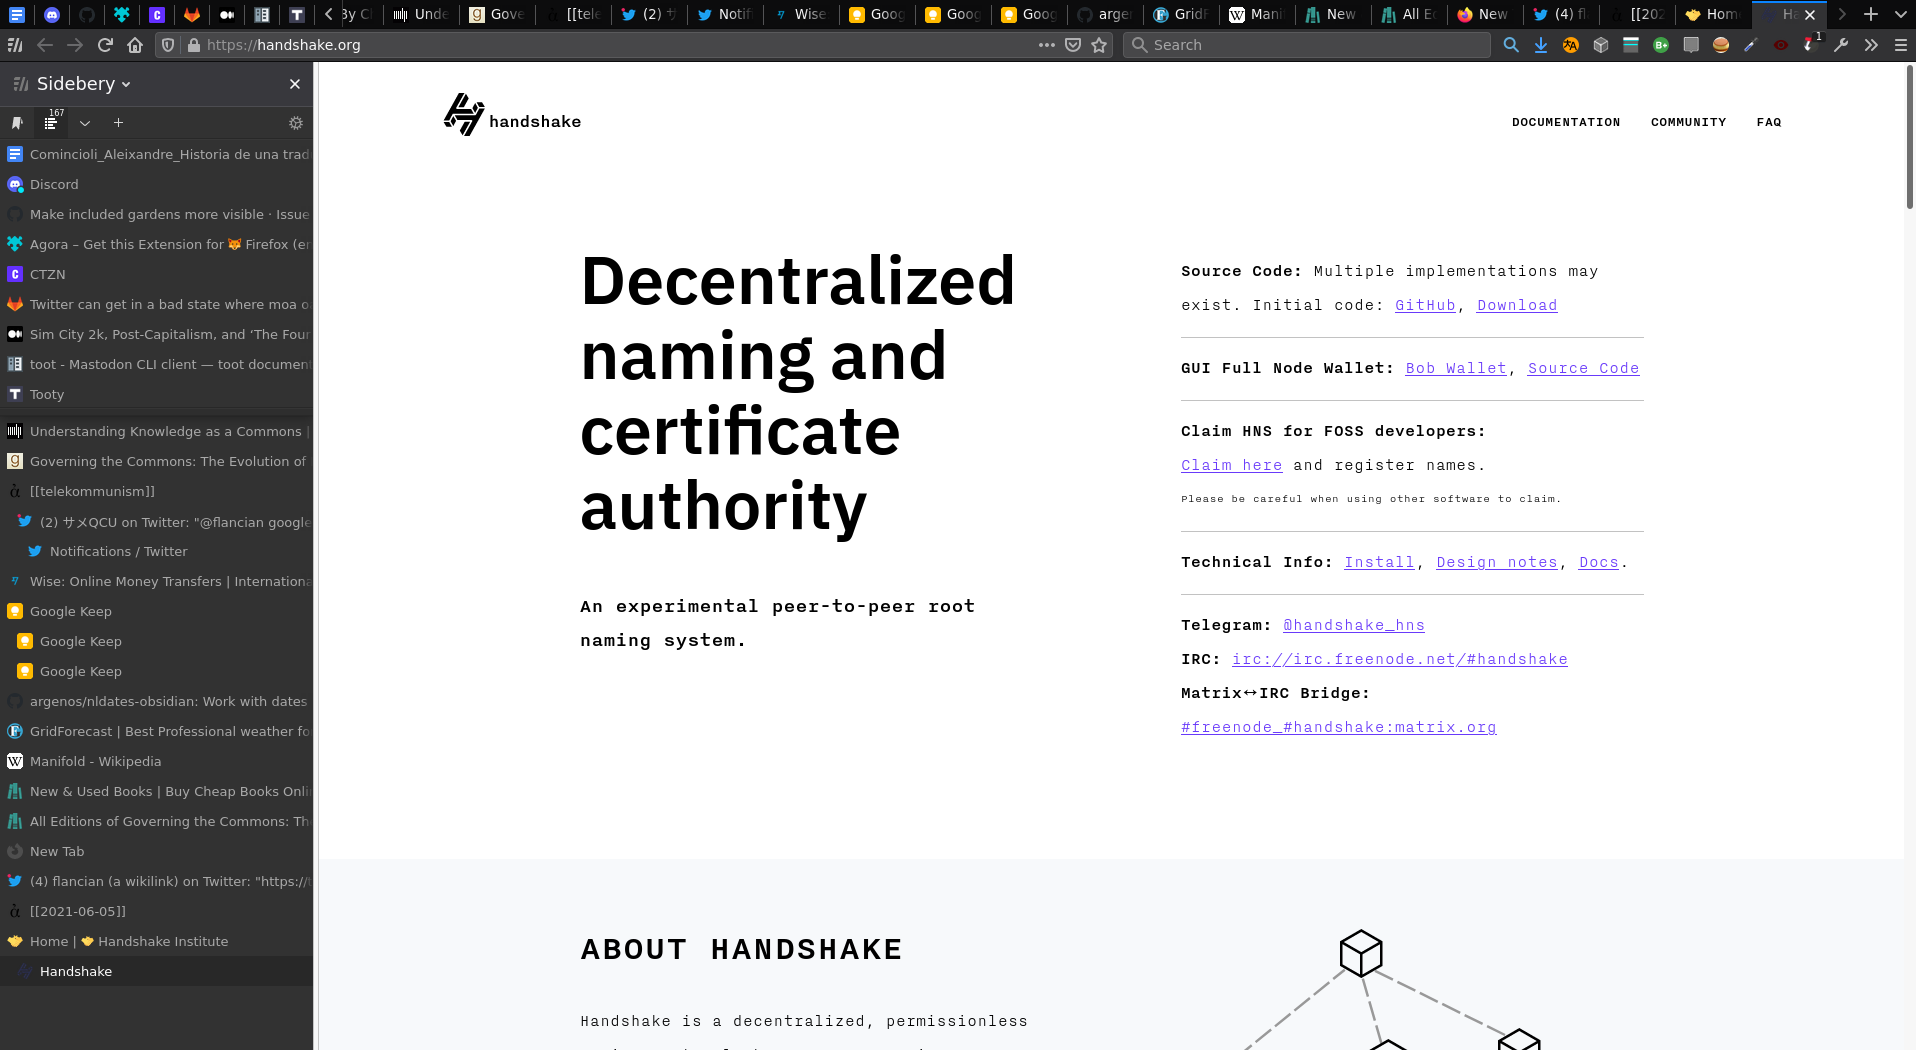 By Cl
Unde
Gove
[[tele
(2) サ
Notifi
Wise
Goog
Goog
Goog
argen
GridF
Mani
New
All Ed
New
(4) fl
[[202
Home
Ha
https://handshake.org
Search
1
Sidebery
167
Comincioli_Aleixandre_Historia de una trad
Discord
Make included gardens more visible · Issue
Agora – Get this Extension for 🦊 Firefox (en
CTZN
Twitter can get in a bad state where moa o
Sim City 2k, Post-Capitalism, and ‘The Four
toot - Mastodon CLI client — toot document
Tooty
Understanding Knowledge as a Commons |
Governing the Commons: The Evolution of
[[telekommunism]]
(2) サメQCU on Twitter: "@flancian google
Notifications / Twitter
Wise: Online Money Transfers | Internationa
Google Keep
Google Keep
Google Keep
argenos/nldates-obsidian: Work with dates
GridForecast | Best Professional weather fo
Manifold - Wikipedia
New & Used Books | Buy Cheap Books Onli
All Editions of Governing the Commons: The
New Tab
(4) flancian (a wikilink) on Twitter: "https://t
[[2021-06-05]]
Home | 🤝 Handshake Institute
Handshake
handshake
DOCUMENTATION
COMMUNITY
FAQ
Decentralized
naming and
certificate
authority
An experimental peer-to-peer root
naming system.
Source Code: Multiple implementations may
exist. Initial code: GitHub, Download
GUI Full Node Wallet: Bob Wallet, Source Code
Claim HNS for FOSS developers:
Claim here and register names.
Please be careful when using other software to claim.
Technical Info: Install, Design notes, Docs.
Telegram: @handshake_hns
IRC: irc://irc.freenode.net/#handshake
Matrix↔IRC Bridge:
#freenode_#handshake:matrix.org
ABOUT HANDSHAKE
Handshake is a decentralized, permissionless